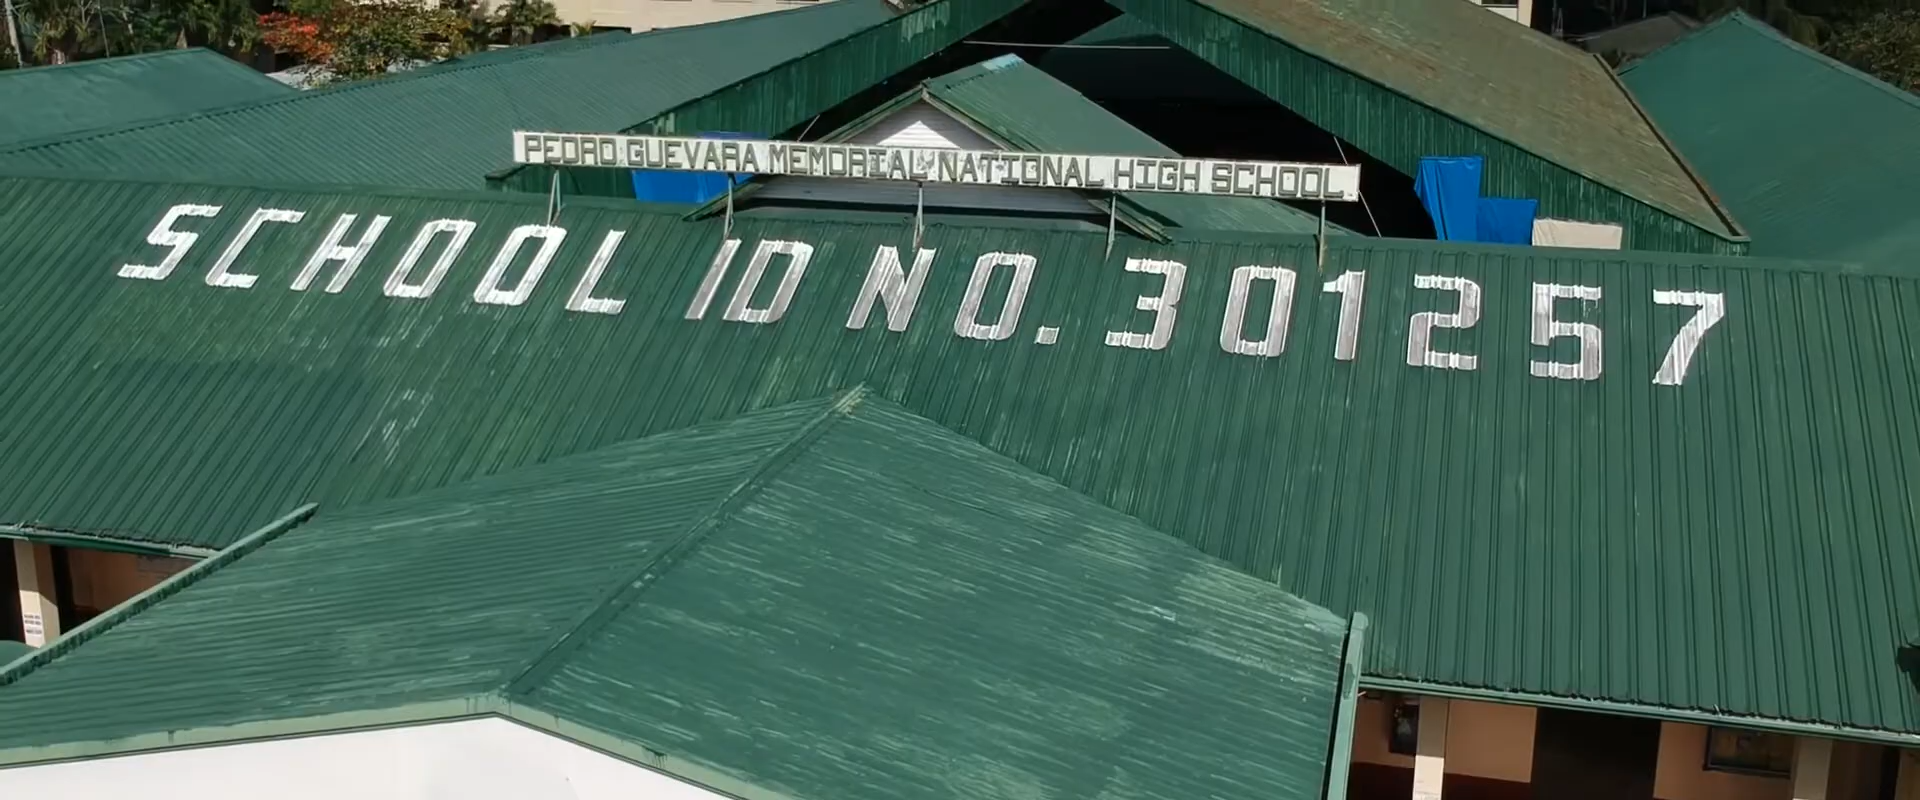 PEDRO GUEVARA MEMORIAL NATIONAL HIGH SCHOOL
SCHOOL ID NO. 301257